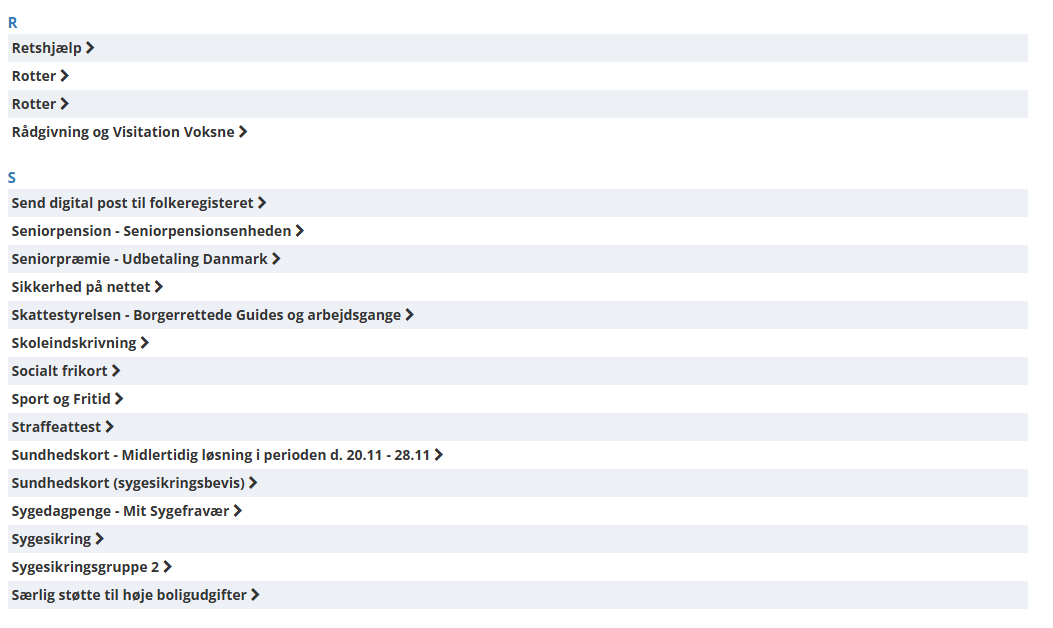 R
Retshjælp
Rotter
Rotter
Rådgivning og Visitation Voksne
S
Send digital post til folkeregisteret
Seniorpension - Seniorpensionsenheden
Seniorpræmie - Udbetaling Danmark
Sikkerhed på nettet
Skattestyrelsen - Borgerrettede Guides og arbejdsgange
Skoleindskrivning
Socialt frikort
Sport og Fritid
Straffeattest
Sundhedskort - Midlertidig løsning i perioden d. 20.11 - 28.11
Sundhedskort (sygesikringsbevis)
Sygedagpenge - Mit Sygefravær
Sygesikring
Sygesikringsgruppe 2
Særlig støtte til høje boligudgifter